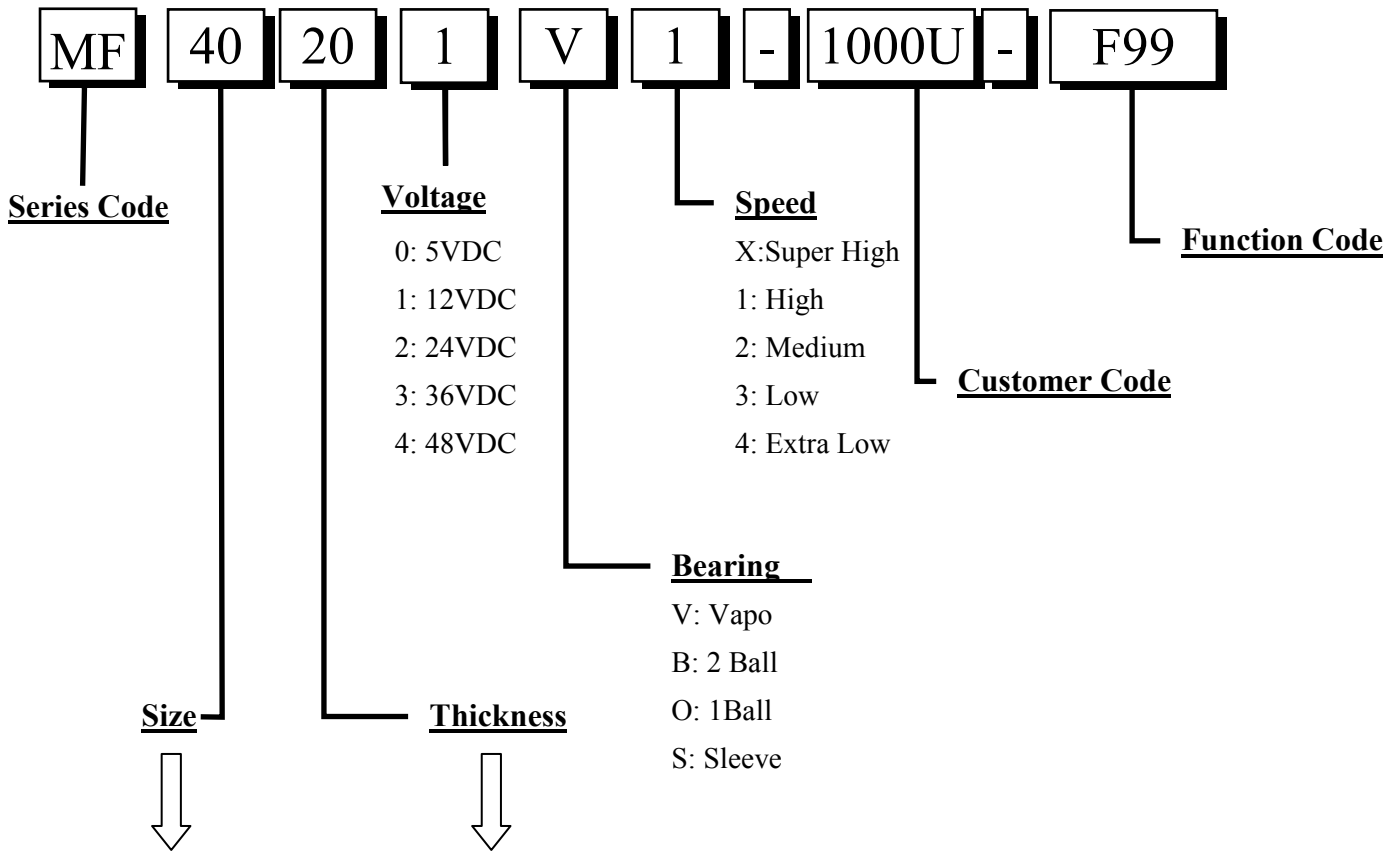 MF 40 20 1 V 1 - 1000U - F99
Series Code
Voltage
0: 5VDC
1: 12VDC
2: 24VDC
3: 36VDC
4: 48VDC
Speed
X:Super High
1: High
2: Medium
3: Low
4: Extra Low
Function Code
Customer Code
Bearing
V: Vapo
B: 2 Ball
O: 1Ball
S: Sleeve
Size
Thickness